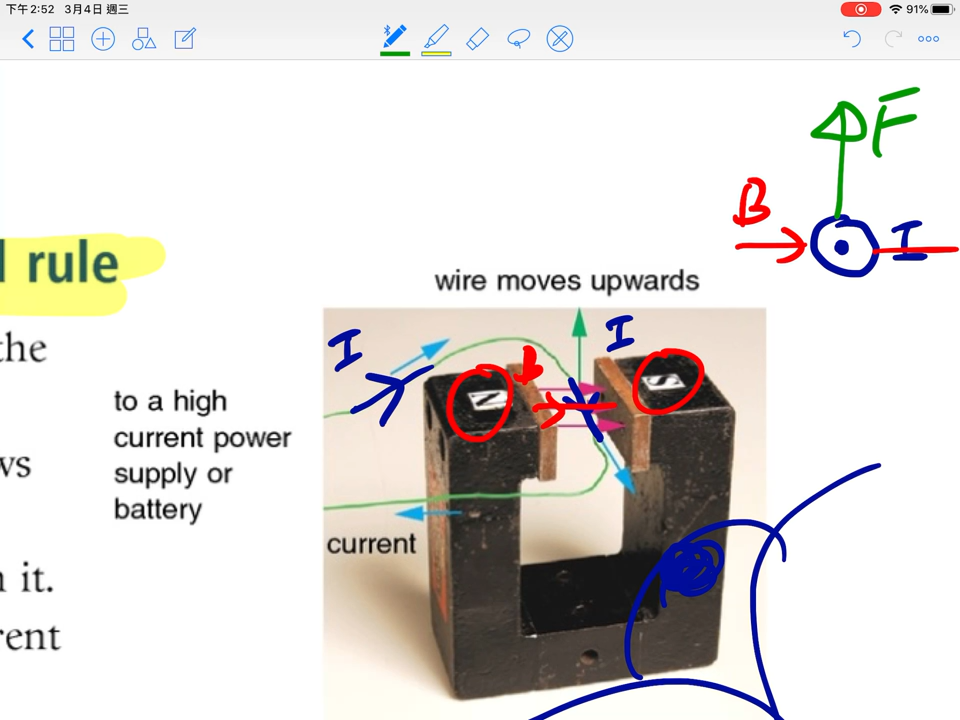 下午2:52 3月4日 週三
91%
F
B
I
rule
wire moves upwards
the
I
I
B
N
S
to a high
current power
supply or
battery
ws
current
n it.
rent